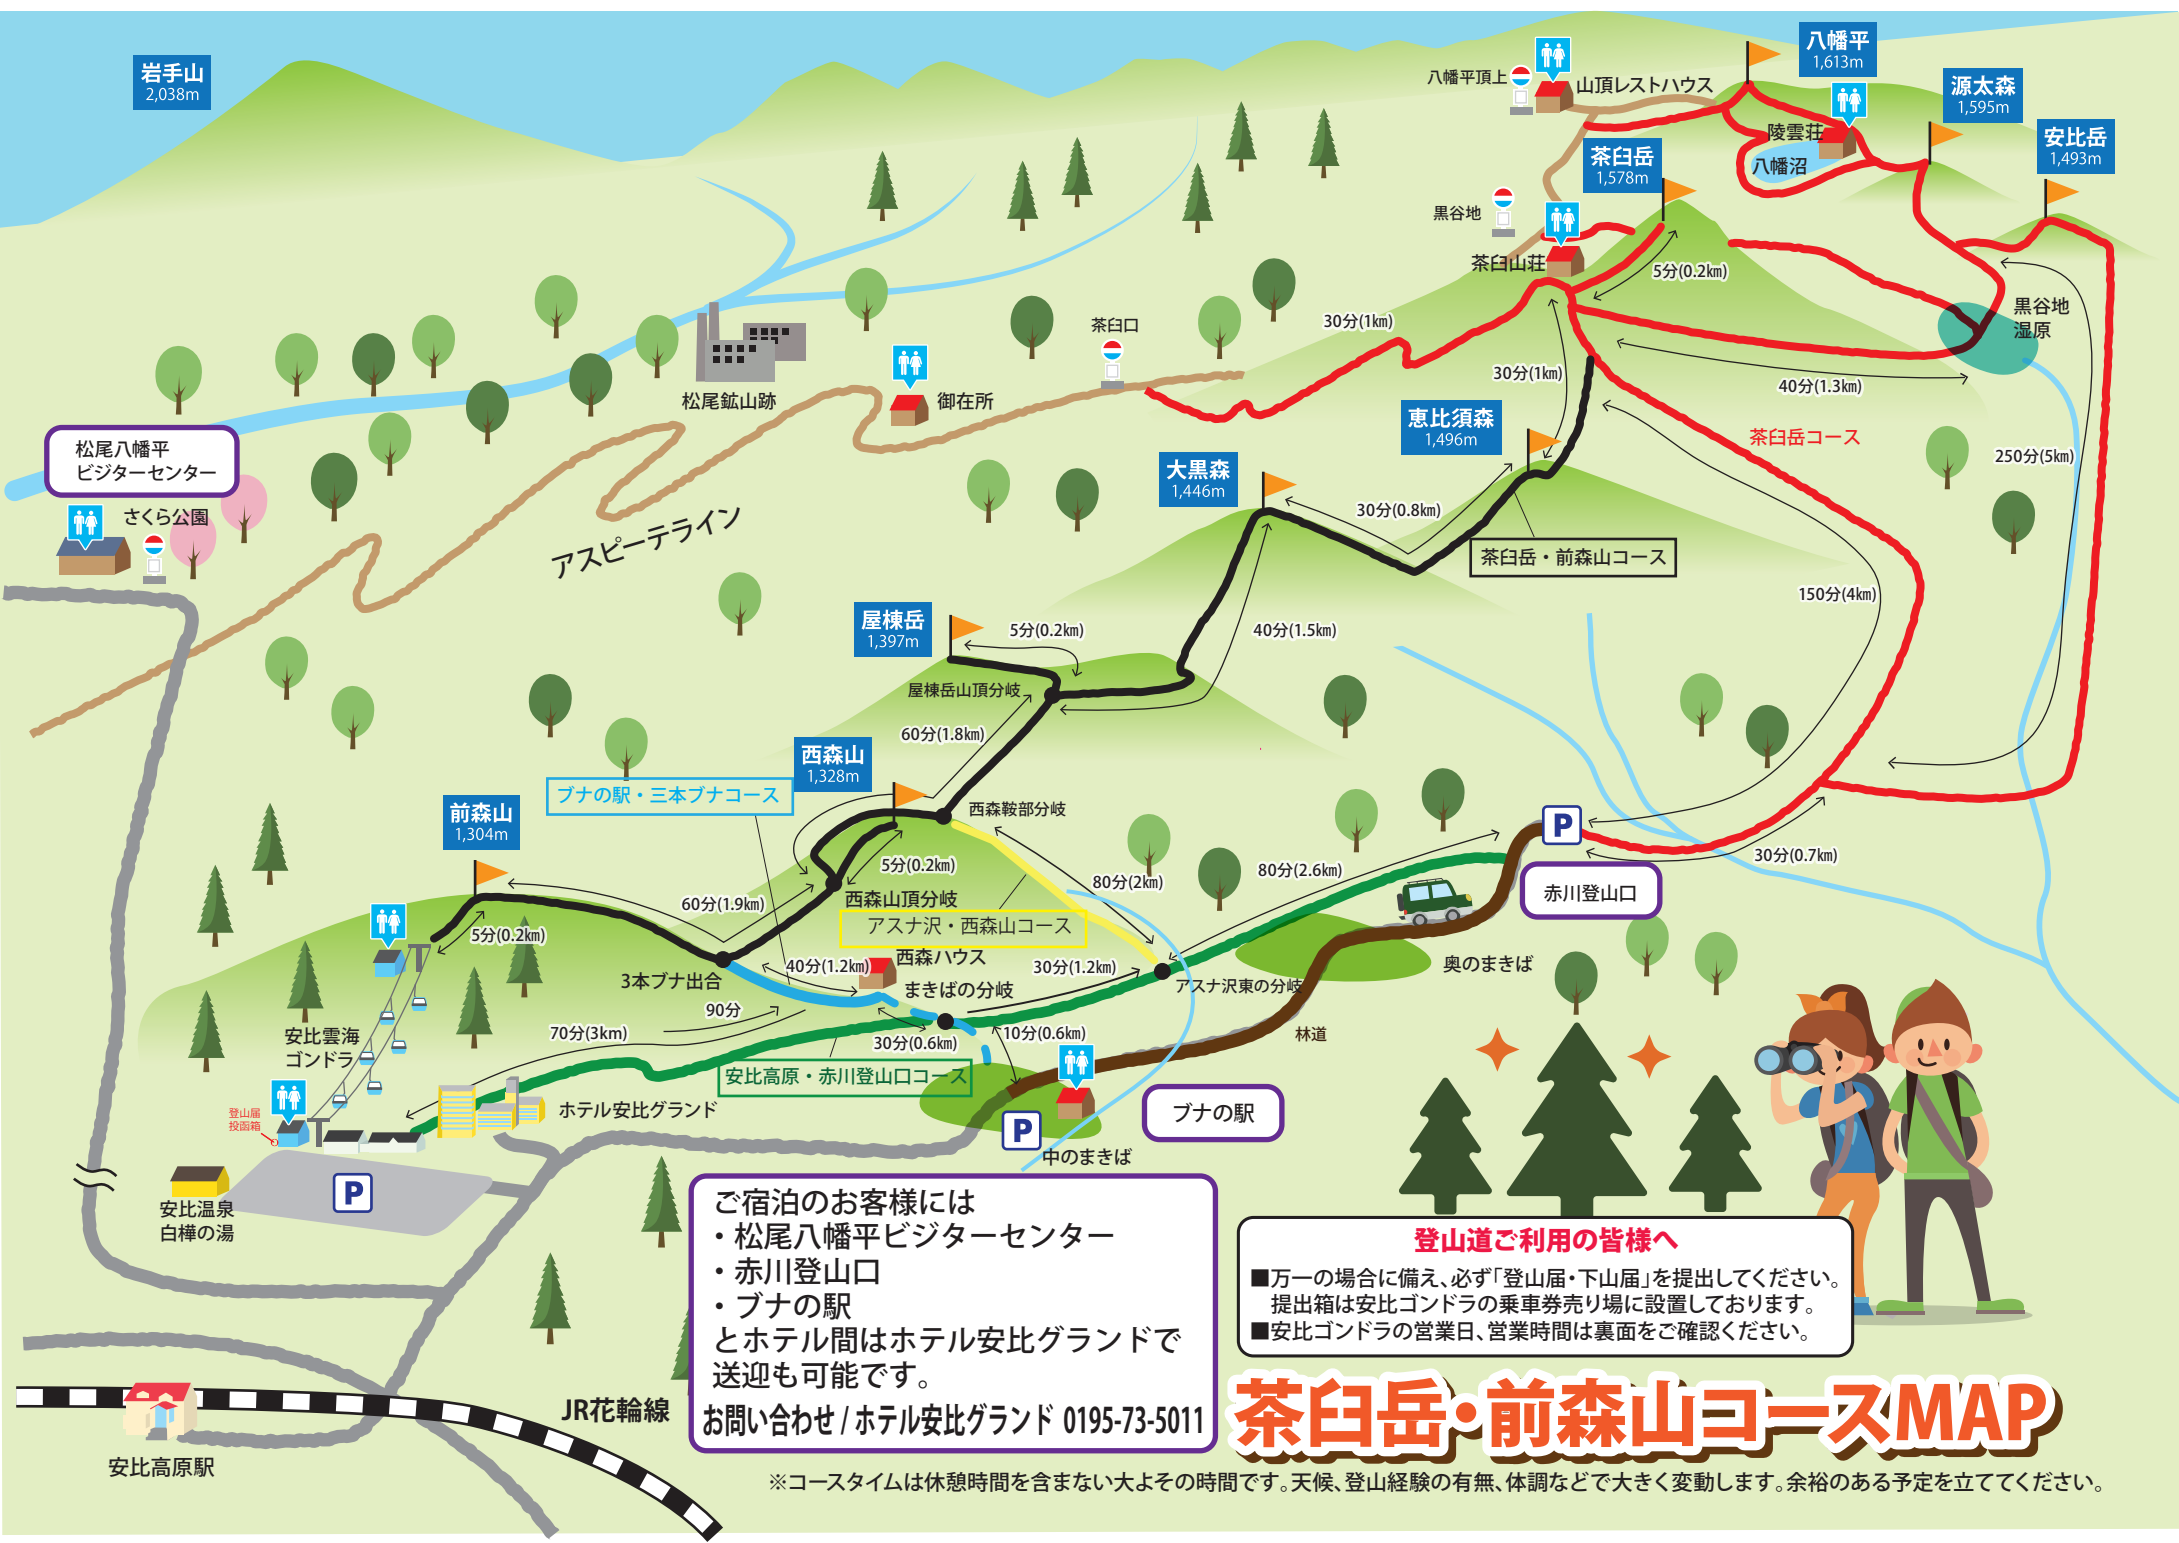 岩手山
2,038m
八幡平
1,613m
源太森
1,595m
安比岳
1,493m
八幡平頂上
山頂レストハウス
陵雲荘
八幡沼
茶臼岳
1,578m
黒谷地
茶臼山荘
5分(0.2km)
黒谷地
湿原
茶臼口
30分(1km)
30分(1km)
40分(1.3km)
松尾鉱山跡
御在所
恵比須森
1,496m
茶臼岳コース
250分(5km)
松尾八幡平
ビジターセンター
さくら公園
大黒森
1,446m
30分(0.8km)
アスピーテライン
茶臼岳・前森山コース
150分(4km)
屋棟岳
1,397m
5分(0.2km)
40分(1.5km)
屋棟岳山頂分岐
60分(1.8km)
西森山
1,328m
ブナの駅・三本ブナコース
前森山
1,304m
西森鞍部分岐
5分(0.2km)
80分(2km)
80分(2.6km)
30分(0.7km)
赤川登山口
60分(1.9km)
西森山頂分岐
アスナ沢・西森山コース
5分(0.2km)
西森ハウス
40分(1.2km)
30分(1.2km)
奥のまきば
3本ブナ出合
まきばの分岐
アスナ沢東の分岐
90分
70分(3km)
30分(0.6km)
10分(0.6km)
林道
安比雲海
ゴンドラ
安比高原・赤川登山口コース
登山届
投函箱
ホテル安比グランド
ブナの駅
P
P
P
中のまきば
安比温泉
白樺の湯
ご宿泊のお客様には
・松尾八幡平ビジターセンター
・赤川登山口
・ブナの駅
とホテル間はホテル安比グランドで
送迎も可能です。
お問い合わせ / ホテル安比グランド 0195-73-5011
登山道ご利用の皆様へ
■万一の場合に備え、必ず「登山届・下山届」を提出してください。
提出箱は安比ゴンドラの乗車券売り場に設置しております。
■安比ゴンドラの営業日、営業時間は裏面をご確認ください。
JR花輪線
安比高原駅
茶臼岳・前森山コースMAP
※コースタイムは休憩時間を含まない大よその時間です。天候、登山経験の有無、体調などで大きく変動します。余裕のある予定を立ててください。